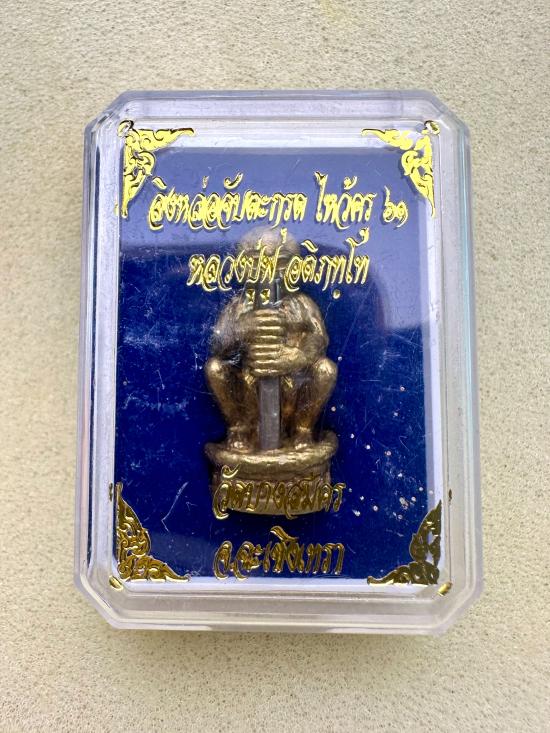 ลิงหล่อจับตะกรุด ไหว้ครู ๖๑
หลวงปู่ฟู อติภทฺโท
วัดบางสมัคร
จ.ฉะเชิงเทรา